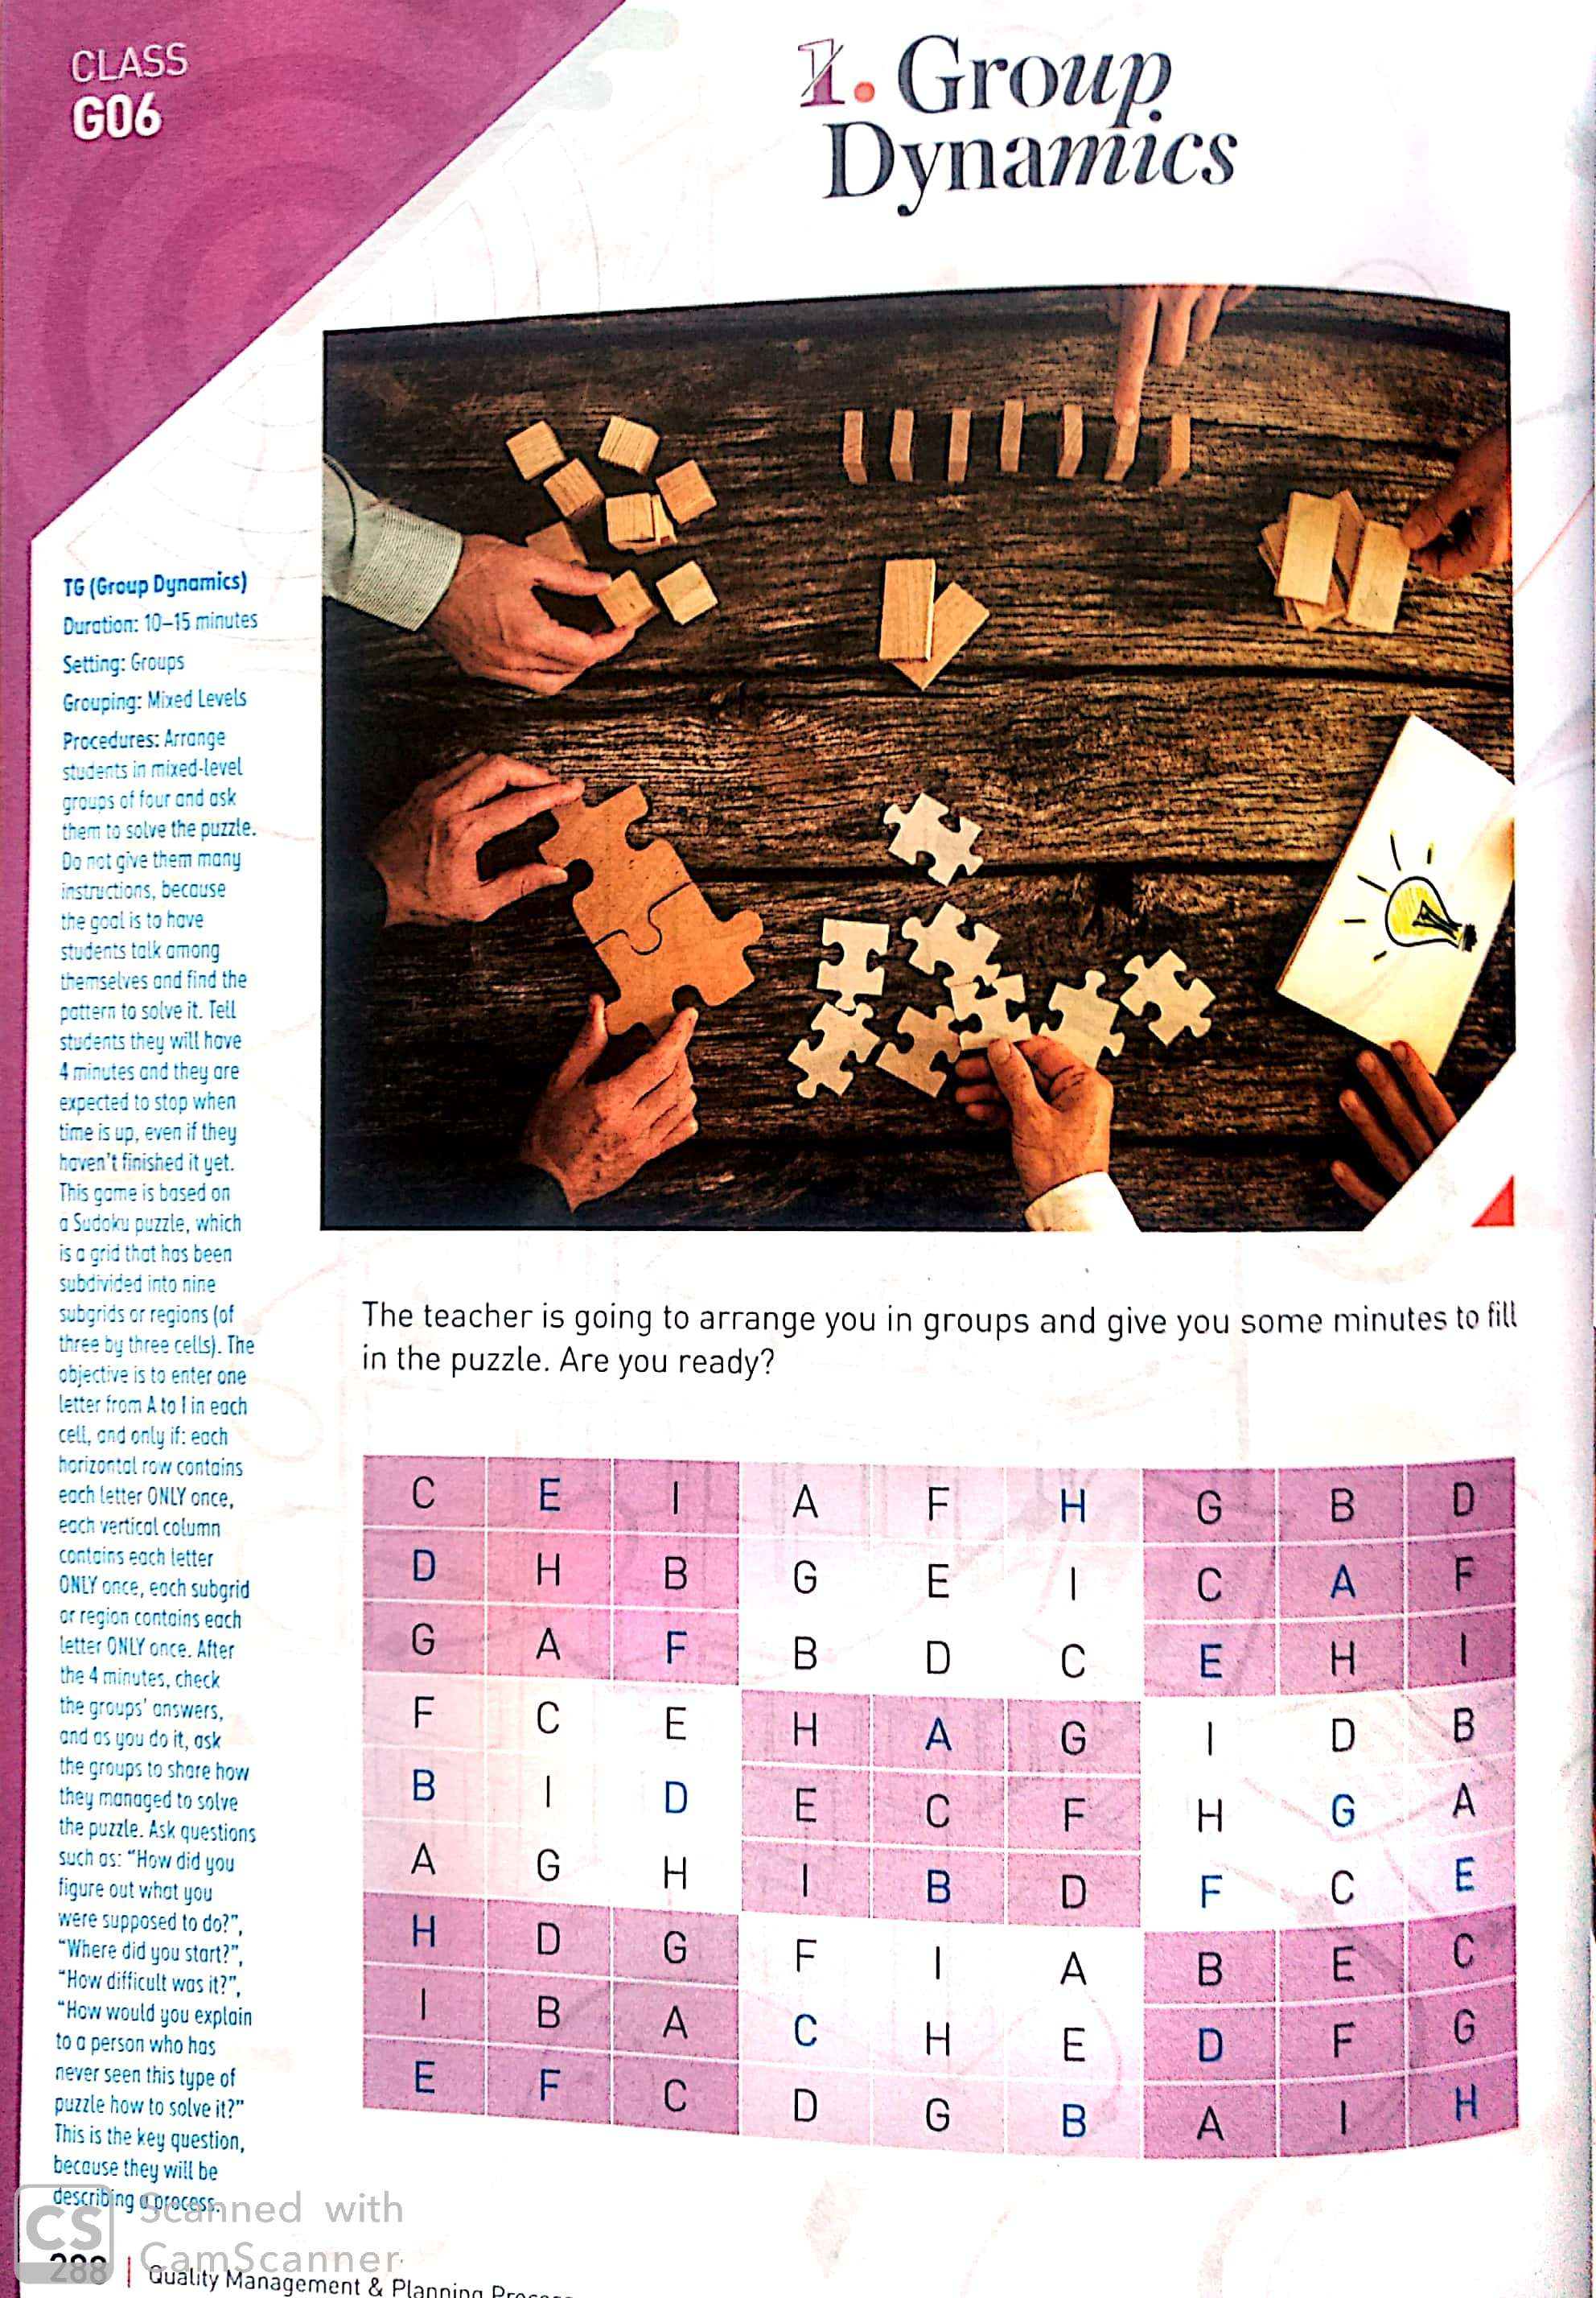 CLASS
G06
1. Group
Dynamics
TG (Group Dynamics)
Duration: 10–15 minutes
Setting: Groups
Grouping: Mixed Levels
Procedures: Arrange
students in mixed-level
groups of four and ask
them to solve the puzzle.
Do not give them many
instructions, because
the goal is to have
students talk among
themselves and find the
pattern to solve it. Tell
students they will have
4 minutes and they are
expected to stop when
time is up, even if they
haven't finished it yet.
This game is based on
a Sudoku puzzle, which
is a grid that has been
subdivided into nine
subgrids or regions (of
three by three cells). The
objective is to enter one
letter from A to I in each
cell, and only if: each
horizontal row contains
each letter ONLY once,
each vertical column
contains each letter
ONLY once, each subgrid
or region contains each
letter ONLY once. After
the 4 minutes, check
the groups' answers,
and as you do it, ask
the groups to share how
they managed to solve
the puzzle. Ask questions
such as: "How did you
figure out what you
were supposed to do?",
"Where did you start?",
"How difficult was it?",
"How would you explain
to a person who has
never seen this type of
puzzle how to solve it?"
This is the key question,
because they will be
describing a process.
The teacher is going to arrange you in groups and give you some minutes to fill
in the puzzle. Are you ready?
C E I A F H G B D
D H B G E I C A F
G A F B D C E H I
F C E H A G I D B
B I D E C F H G A
A G H I B D F C E
H D G F I A B E C
I B A C H E D F G
E F C D G B A I H
CS Scanned with
CamScanner
288 | Quality Management & Planning